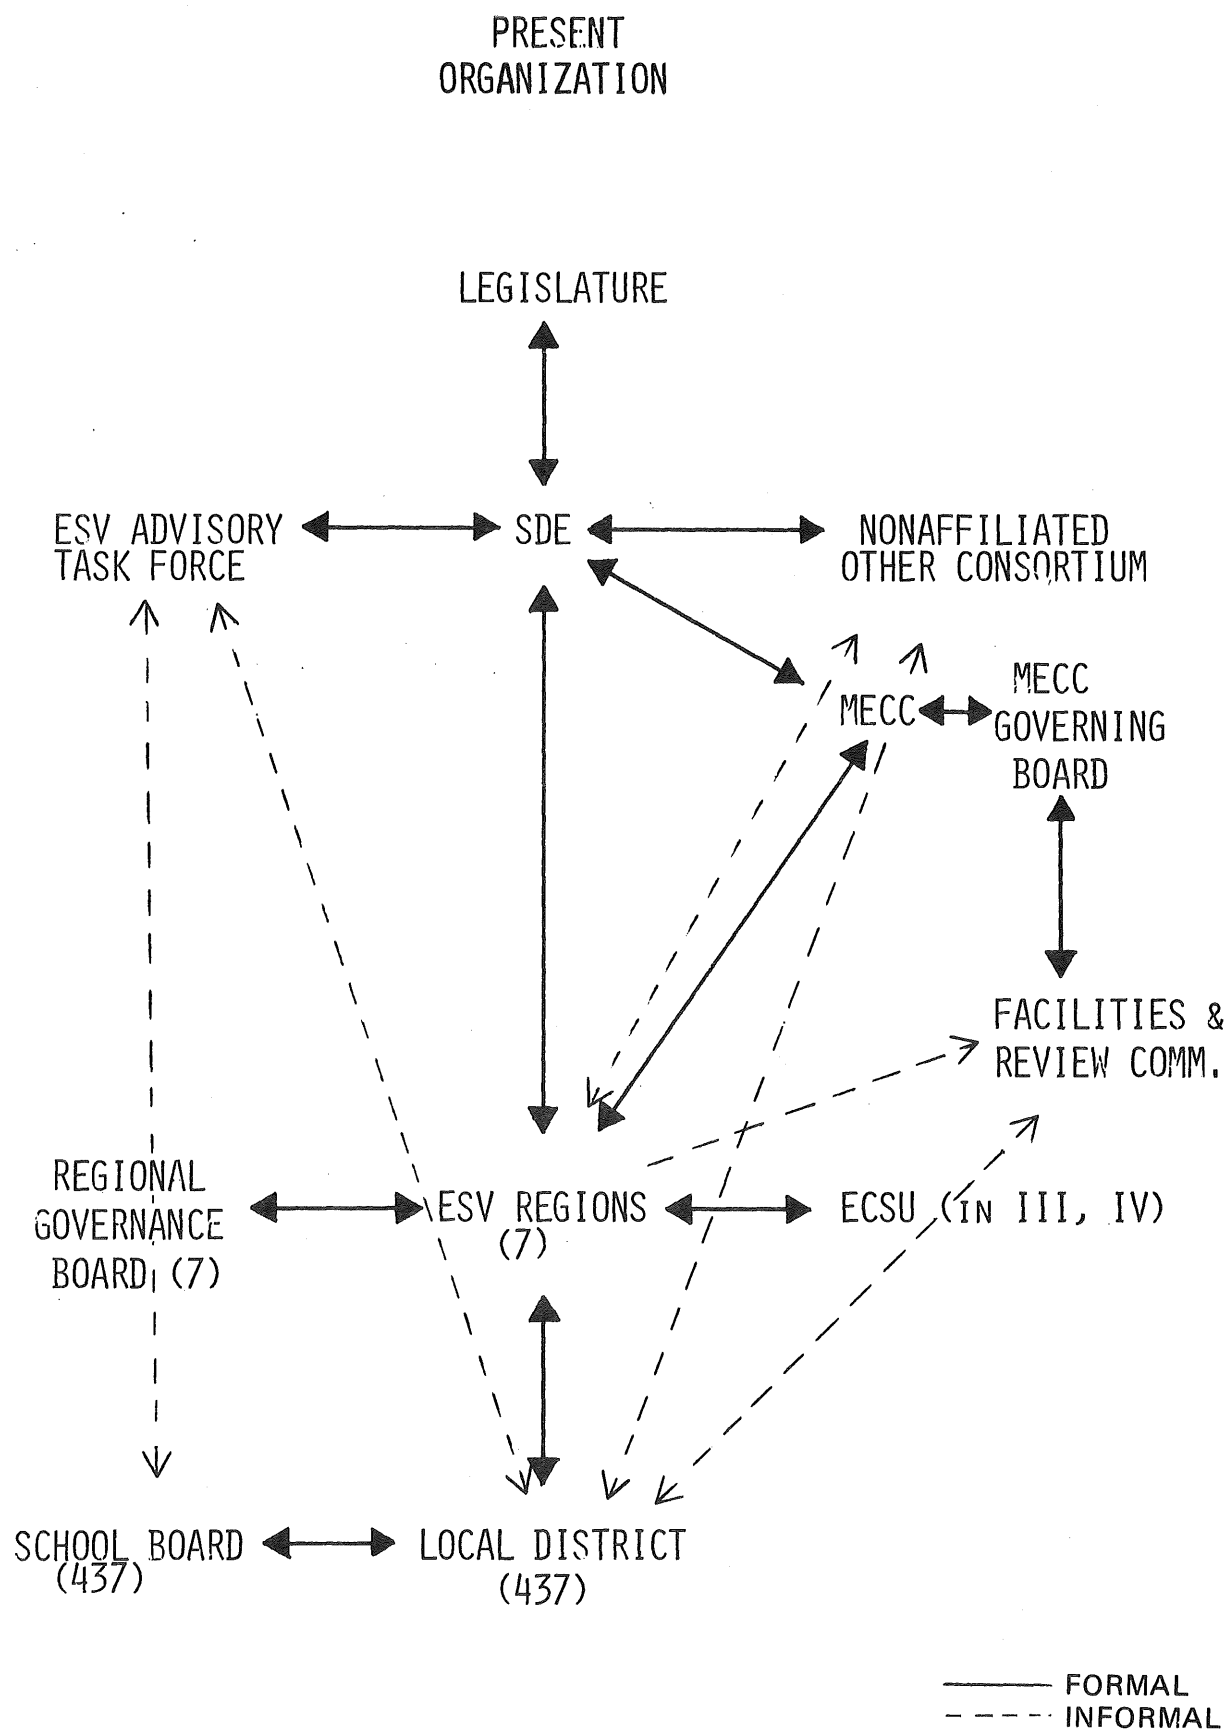 PRESENT
ORGANIZATION
LEGISLATURE
ESV ADVISORY
TASK FORCE
SDE
NONAFFILIATED
OTHER CONSORTIUM
MECC
MECC
GOVERNING
BOARD
FACILITIES &
REVIEW COMM.
REGIONAL
GOVERNANCE
BOARD (7)
ESV REGIONS
(7)
ECSU (IN III, IV)
SCHOOL BOARD
(437)
LOCAL DISTRICT
(437)
FORMAL
INFORMAL